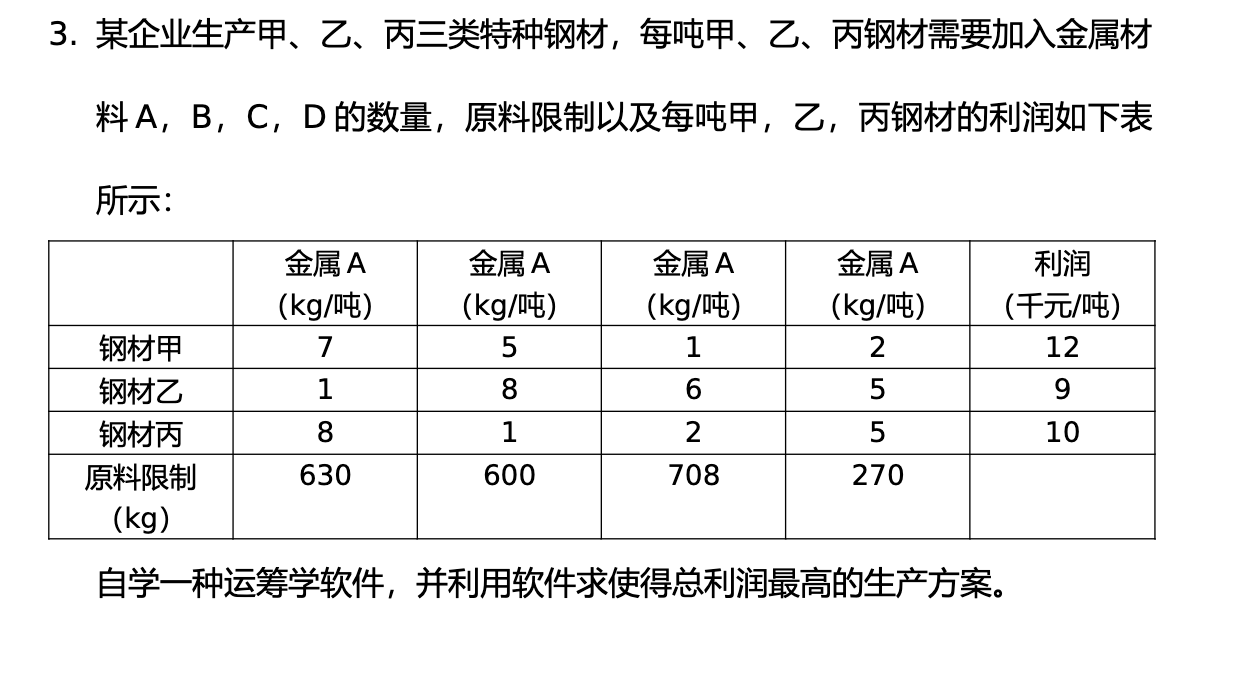 3. 某企业生产甲、乙、丙三类特种钢材，每吨甲、乙、丙钢材需要加入金属材
料 A，B，C，D 的数量，原料限制以及每吨甲，乙，丙钢材的利润如下表
所示：
金属 A (kg/吨) 金属 A (kg/吨) 金属 A (kg/吨) 金属 A (kg/吨) 利润 (千元/吨)
钢材甲 7 5 1 2 12
钢材乙 1 8 6 5 9
钢材丙 8 1 2 5 10
原料限制 (kg) 630 600 708 270
自学一种运筹学软件，并利用软件求使得总利润最高的生产方案。